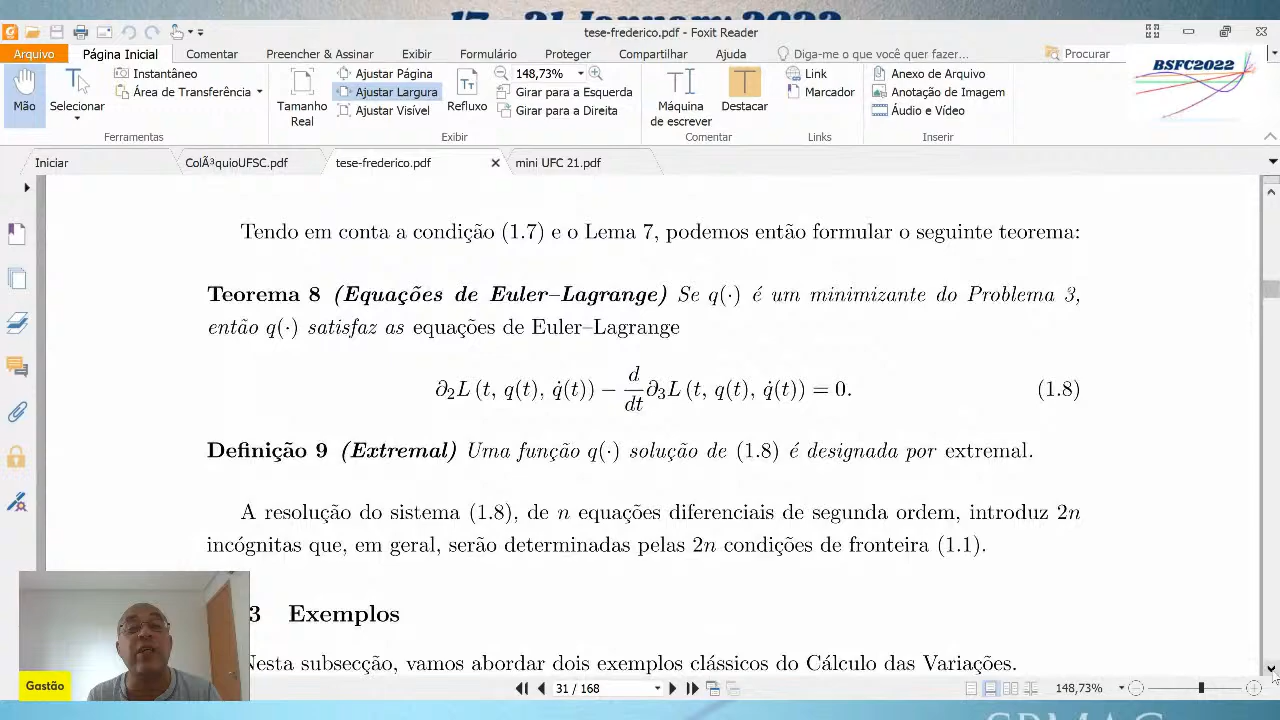 17 - 21 January 2022
tese-frederico.pdf - Foxit Reader
Arquivo Página Inicial Comentar Preencher & Assinar Exibir Formulário Proteger Compartilhar Ajuda Diga-me o que você quer fazer... Procurar
BSFC2022
Mão
Selecionar
Instantâneo
Área de Transferência
Ferramentas
Tamanho
Real
Ajustar Página
Ajustar Largura
Ajustar Visível
Refluxo
148,73%
Girar para a Esquerda
Girar para a Direita
Exibir
Máquina
de escrever
Destacar
Comentar
Link
Marcador
Links
Anexo de Arquivo
Anotação de Imagem
Áudio e Vídeo
Inserir
Iniciar ColÃ³quioUFSC.pdf tese-frederico.pdf mini UFC 21.pdf
Tendo em conta a condição (1.7) e o Lema 7, podemos então formular o seguinte teorema:
Teorema 8 (Equações de Euler–Lagrange) Se q(·) é um minimizante do Problema 3,
então q(·) satisfaz as equações de Euler–Lagrange
∂₂L (t, q(t), q̇(t)) − d/dt ∂₃L (t, q(t), q̇(t)) = 0. (1.8)
Definição 9 (Extremal) Uma função q(·) solução de (1.8) é designada por extremal.
A resolução do sistema (1.8), de n equações diferenciais de segunda ordem, introduz 2n
incógnitas que, em geral, serão determinadas pelas 2n condições de fronteira (1.1).
3 Exemplos
Nesta subsecção, vamos abordar dois exemplos clássicos do Cálculo das Variações.
Gastão
31 / 168
148,73%